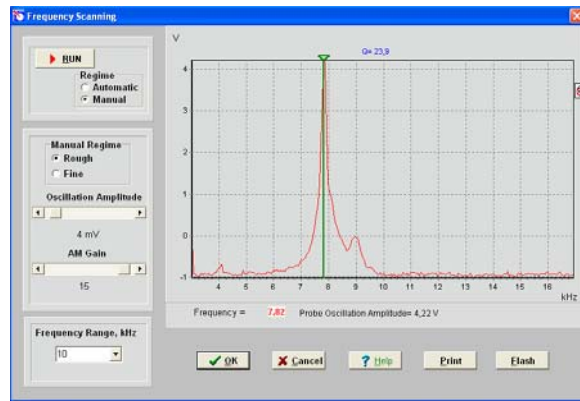 Frequency Scanning
RUN
Regime
Automatic
Manual
Manual Regime
Rough
Fine
Oscillation Amplitude
4 mV
AM Gain
15
Frequency Range, kHz
10
V
Q= 23,9
4
3
2
1
0
-1
4 5 6 7 8 9 10 11 12 13 14 15 16
kHz
Frequency = 7,82 Probe Oscillation Amplitude= 4,22 V
OK Cancel Help Print Flash